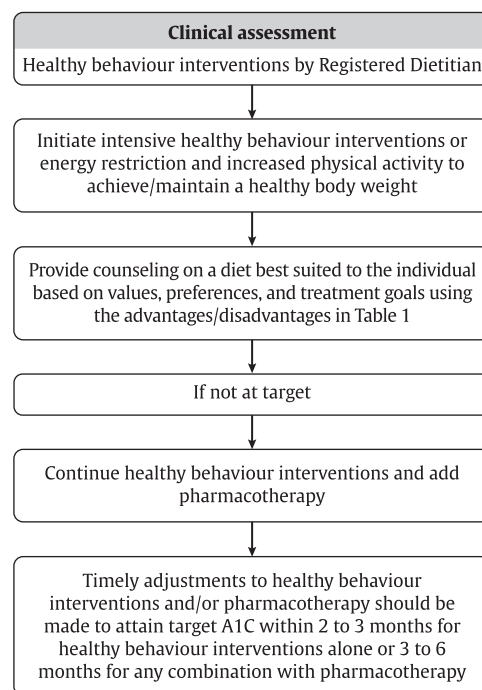 Clinical assessment
Healthy behaviour interventions by Registered Dietitian
Initiate intensive healthy behaviour interventions or
energy restriction and increased physical activity to
achieve/maintain a healthy body weight
Provide counseling on a diet best suited to the individual
based on values, preferences, and treatment goals using
the advantages/disadvantages in Table 1
If not at target
Continue healthy behaviour interventions and add
pharmacotherapy
Timely adjustments to healthy behaviour
interventions and/or pharmacotherapy should be
made to attain target A1C within 2 to 3 months for
healthy behaviour interventions alone or 3 to 6
months for any combination with pharmacotherapy